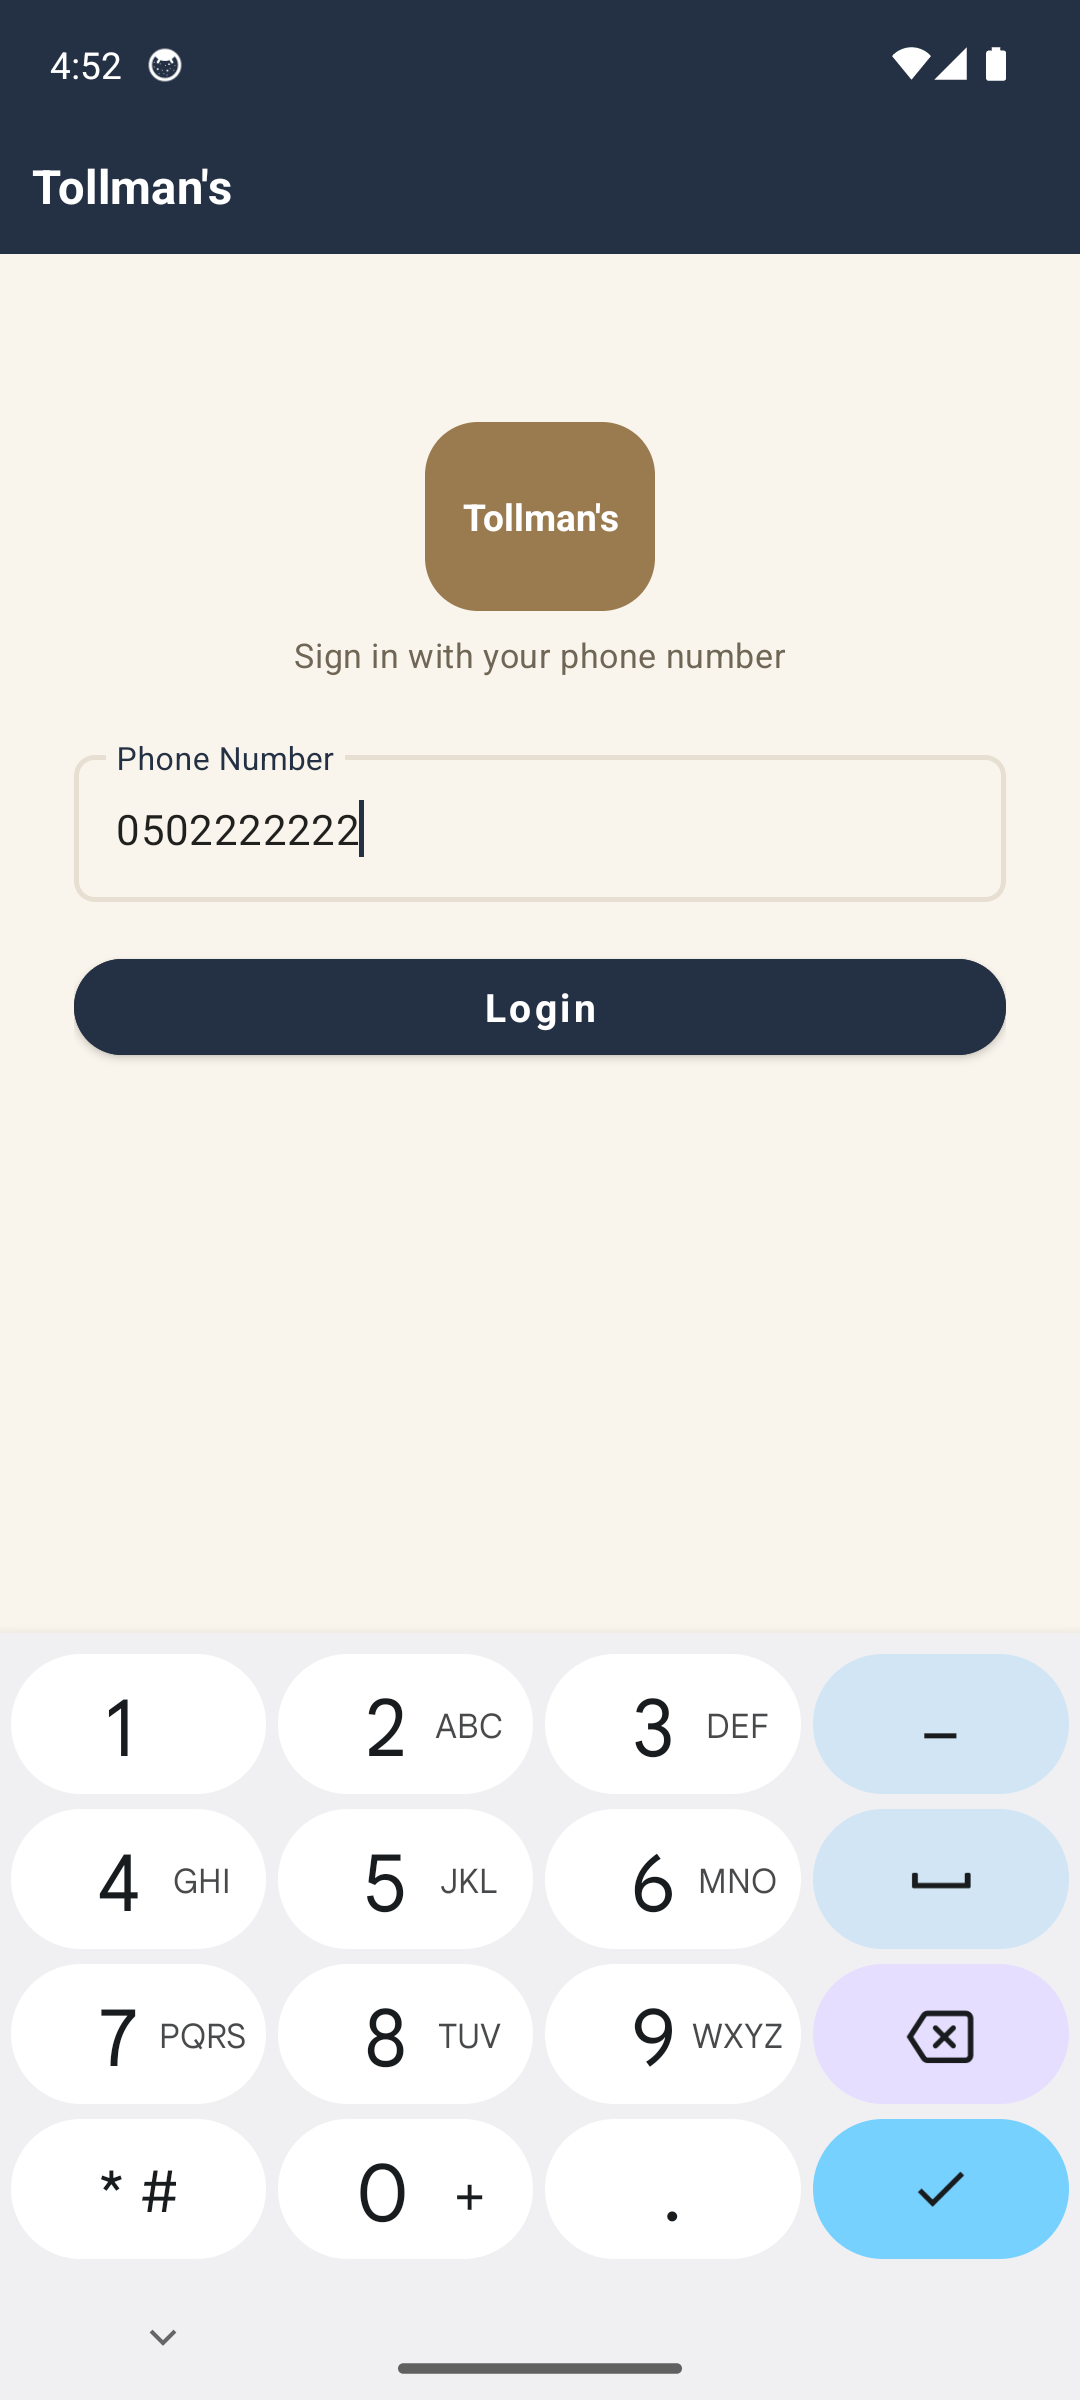 4:52
Tollman's
Tollman's
Sign in with your phone number
Phone Number
0502222222
Login
1
2 ABC
3 DEF
–
4 GHI
5 JKL
6 MNO
7 PQRS
8 TUV
9 WXYZ
* #
0 +
.